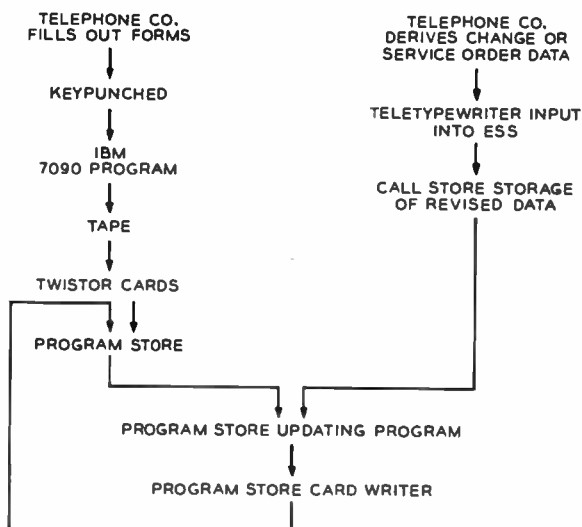 TELEPHONE CO.
FILLS OUT FORMS
KEYPUNCHED
IBM
7090 PROGRAM
TAPE
TWISTOR CARDS
PROGRAM STORE
TELEPHONE CO.
DERIVES CHANGE OR
SERVICE ORDER DATA
TELETYPEWRITER INPUT
INTO ESS
CALL STORE STORAGE
OF REVISED DATA
PROGRAM STORE UPDATING PROGRAM
PROGRAM STORE CARD WRITER